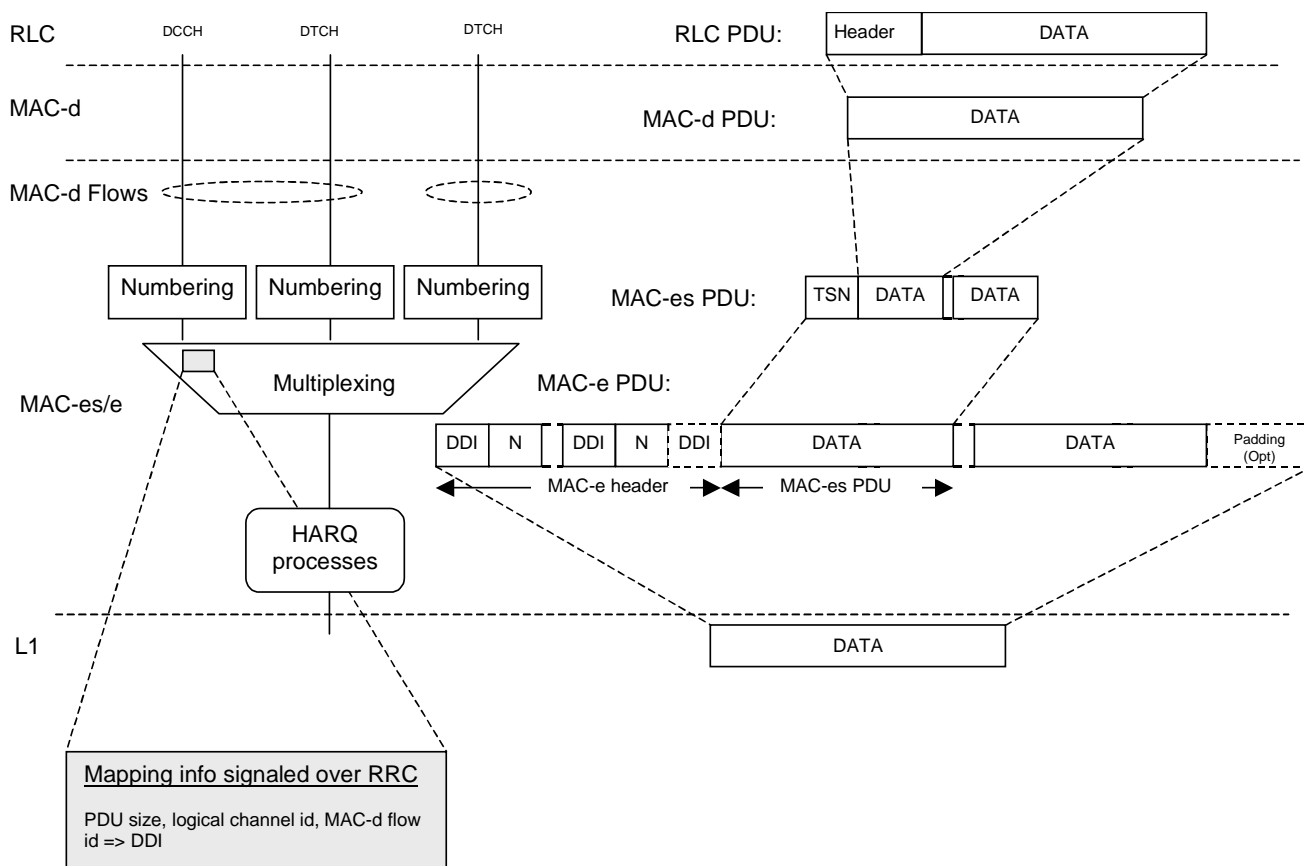 RLC
DCCH
DTCH
DTCH
RLC PDU:
Header
DATA
MAC-d
MAC-d PDU:
DATA
MAC-d Flows
Numbering
Numbering
Numbering
MAC-es PDU:
TSN
DATA
DATA
Multiplexing
MAC-e PDU:
MAC-es/e
DDI
N
DDI
N
DDI
DATA
DATA
Padding
(Opt)
MAC-e header
MAC-es PDU
HARQ
processes
L1
DATA
Mapping info signaled over RRC
PDU size, logical channel id, MAC-d flow
id => DDI